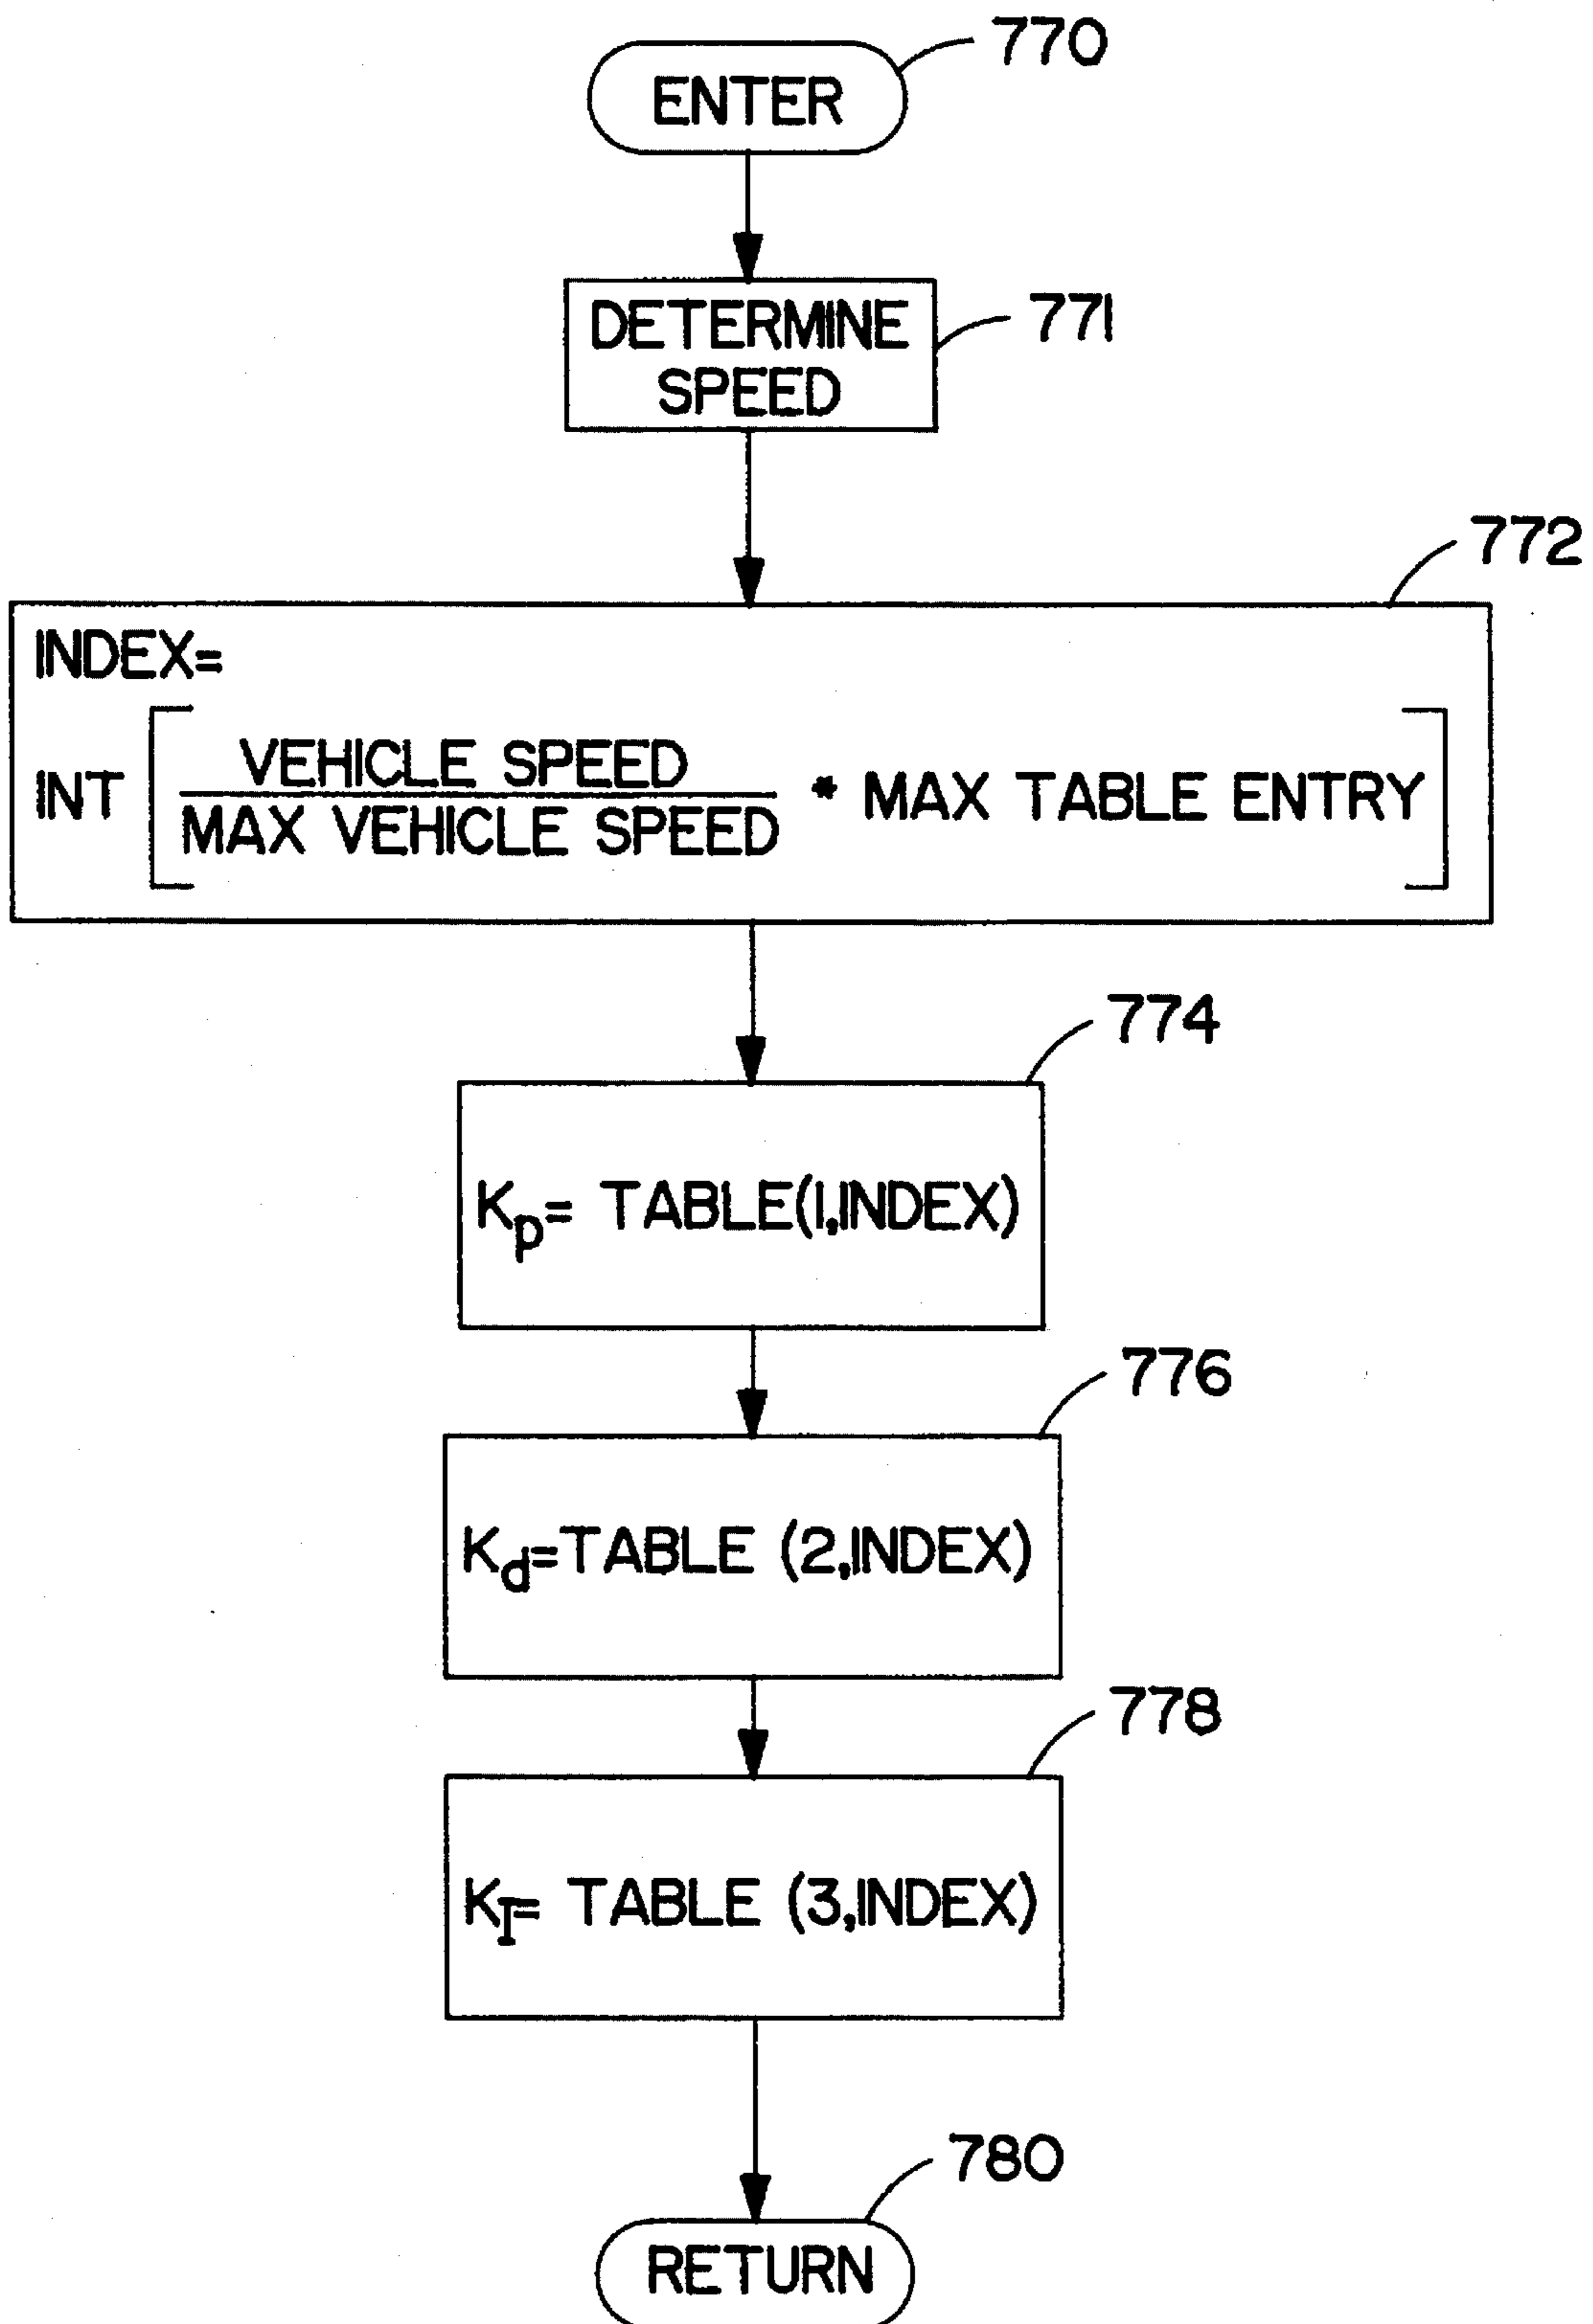 770
ENTER
771
DETERMINE
SPEED
772
INDEX=
INT [ VEHICLE SPEED
MAX VEHICLE SPEED * MAX TABLE ENTRY ]
774
Kp= TABLE(1,INDEX)
776
Kd=TABLE (2,INDEX)
778
KI= TABLE (3,INDEX)
780
RETURN